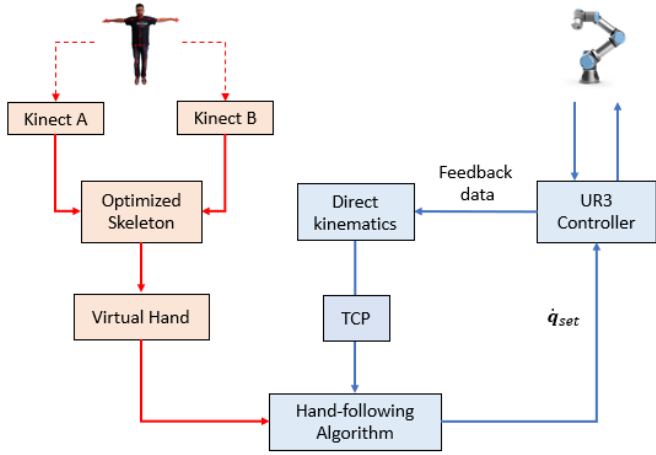 Kinect A
Kinect B
Optimized
Skeleton
Virtual Hand
Direct
kinematics
Feedback
data
UR3
Controller
TCP
q̇set
Hand-following
Algorithm